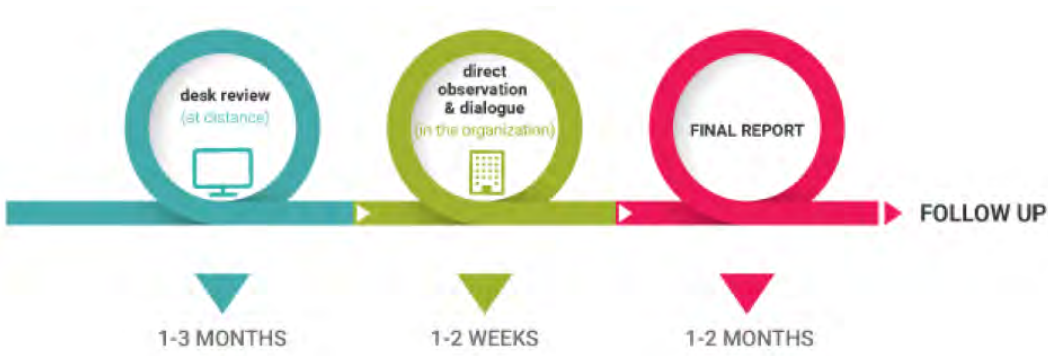 desk review
(at distance)
direct
observation
& dialogue
(in the organization)
FINAL REPORT
FOLLOW UP
1-3 MONTHS
1-2 WEEKS
1-2 MONTHS